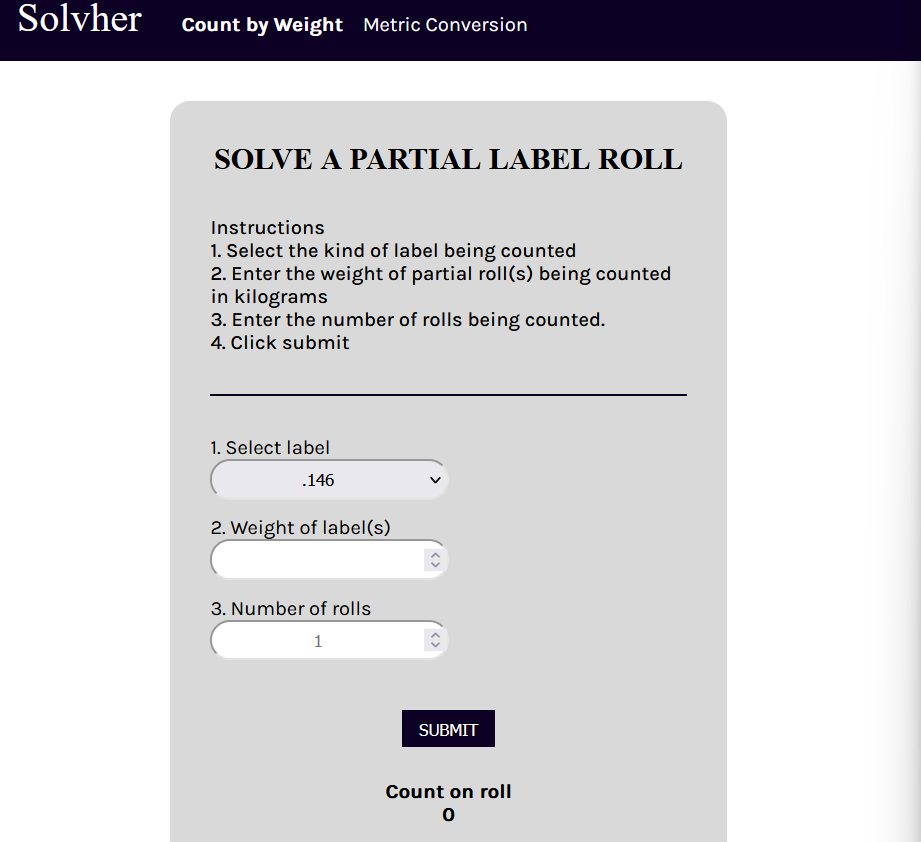 Solvher
Count by Weight
Metric Conversion
SOLVE A PARTIAL LABEL ROLL
Instructions
1. Select the kind of label being counted
2. Enter the weight of partial roll(s) being counted
in kilograms
3. Enter the number of rolls being counted.
4. Click submit
1. Select label
.146
2. Weight of label(s)
3. Number of rolls
1
SUBMIT
Count on roll
0